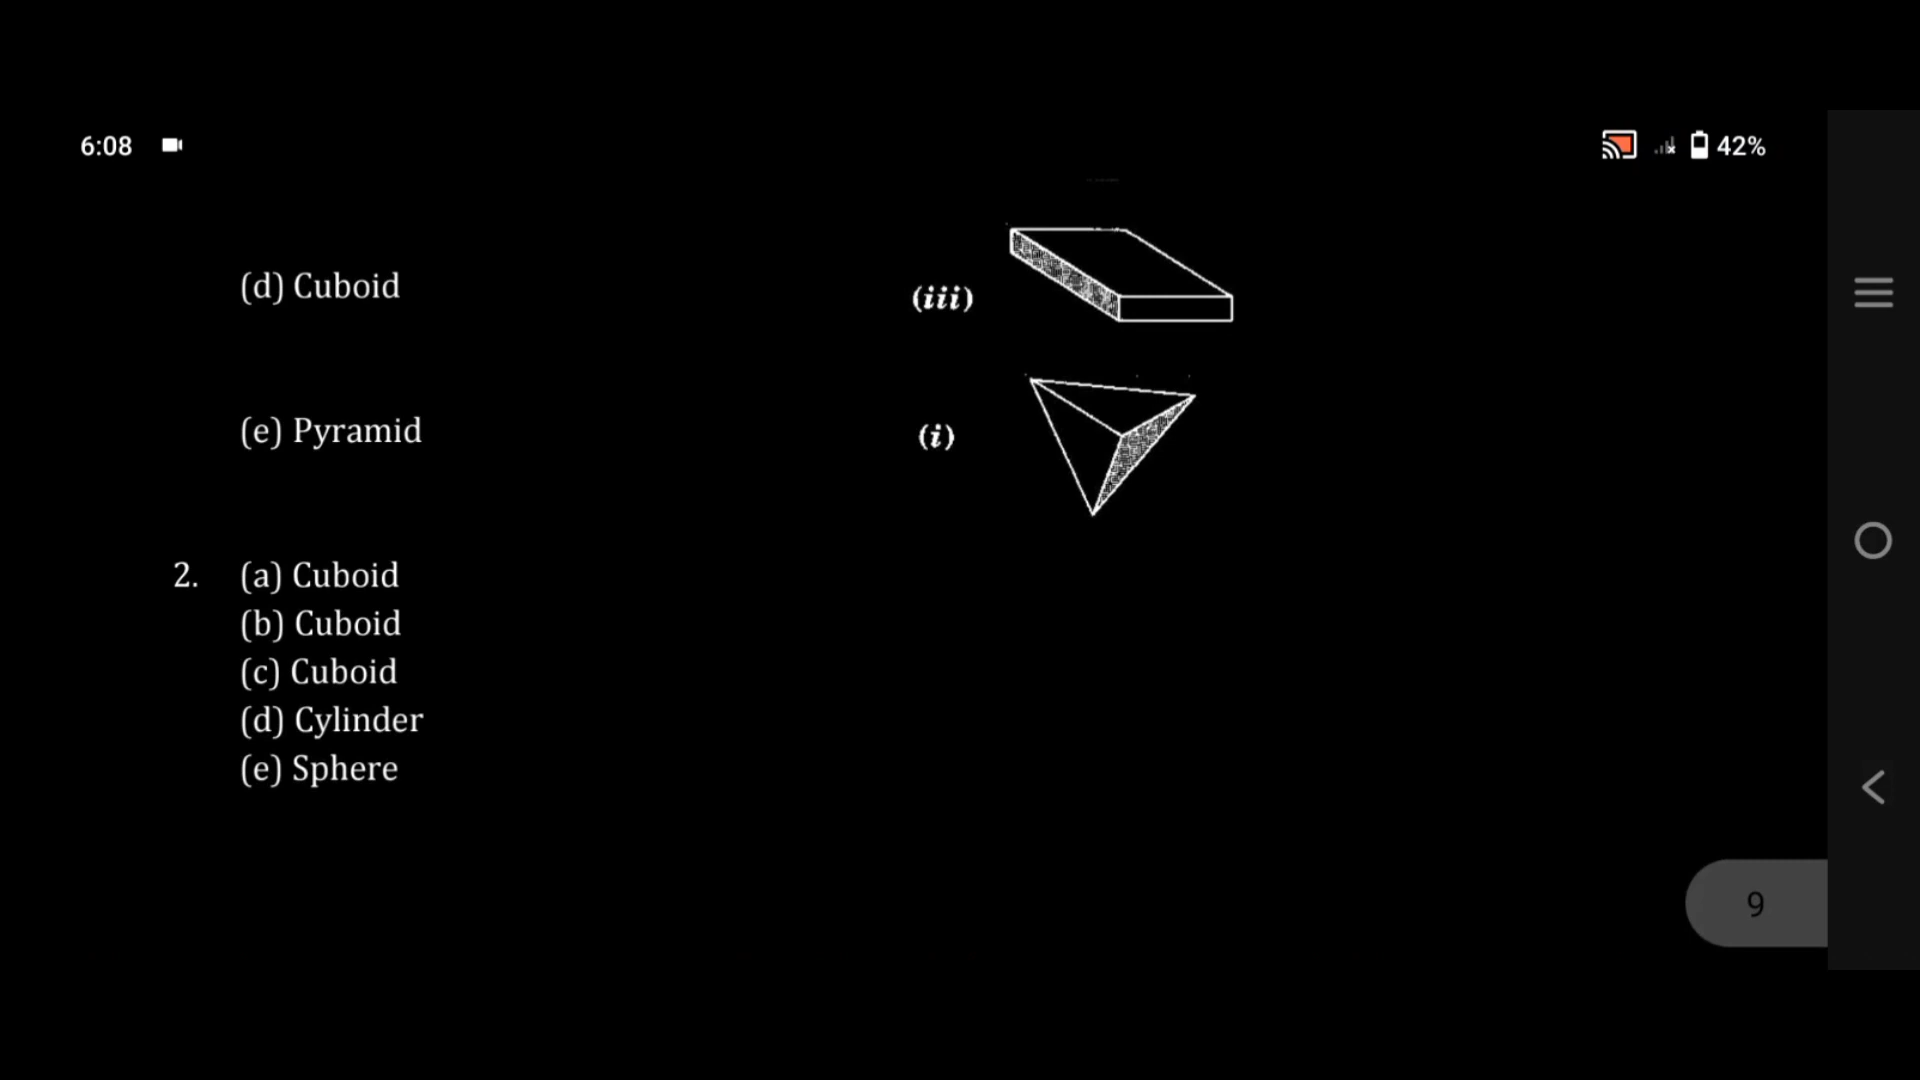 6:08 42%
(d) Cuboid (iii)
(e) Pyramid (i)
2. (a) Cuboid
(b) Cuboid
(c) Cuboid
(d) Cylinder
(e) Sphere
9